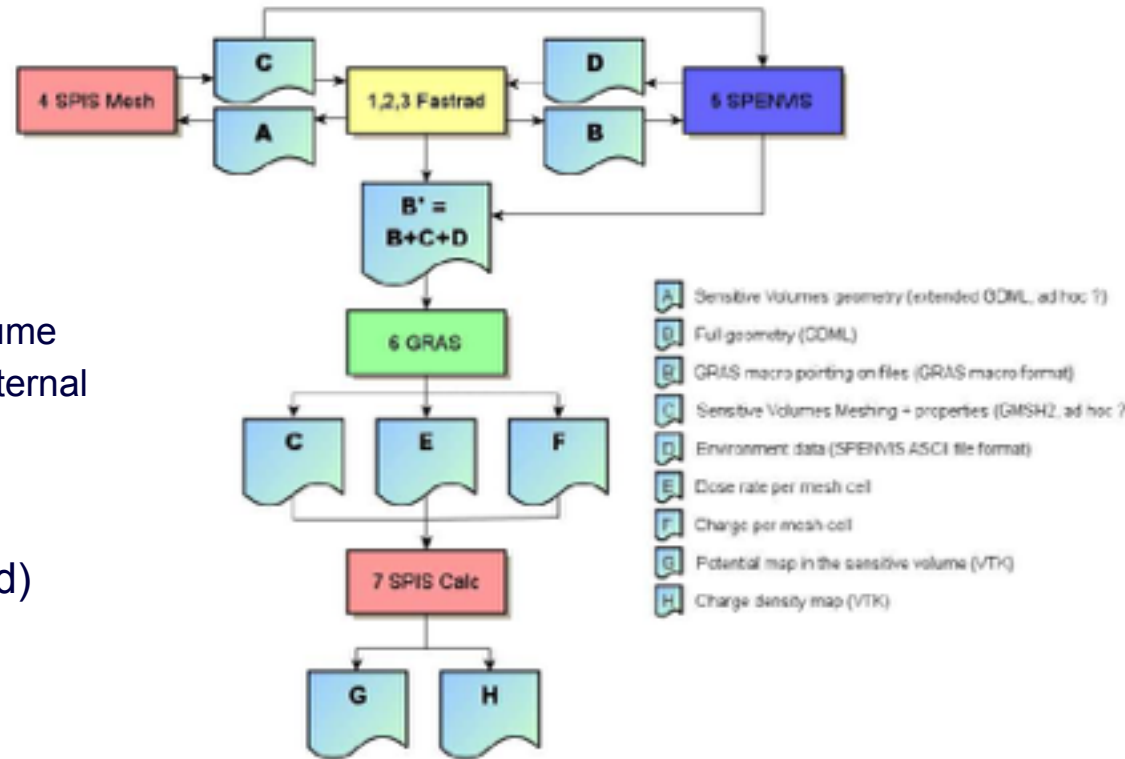 C
D
4 SPIS Mesh
1,2,3 Fastrad
5 SPENVIS
A
B
B' =
B+C+D
ume
ternal
6 GRAS
C
E
F
d)
7 SPIS Calc
G
H
A Sensitive Volumes geometry (extended GDML, ad hoc ?)
B Full geometry (GDML)
B' GRAS macro pointing on files (GRAS macro format)
C Sensitive Volumes Meshing + properties (GMSH2, ad hoc ?
D Environment data (SPENVIS ASCII file format)
E Dose rate per mesh cell
F Charge per mesh-cell
G Potential map in the sensitive volume (VTK)
H Charge density map (VTK)